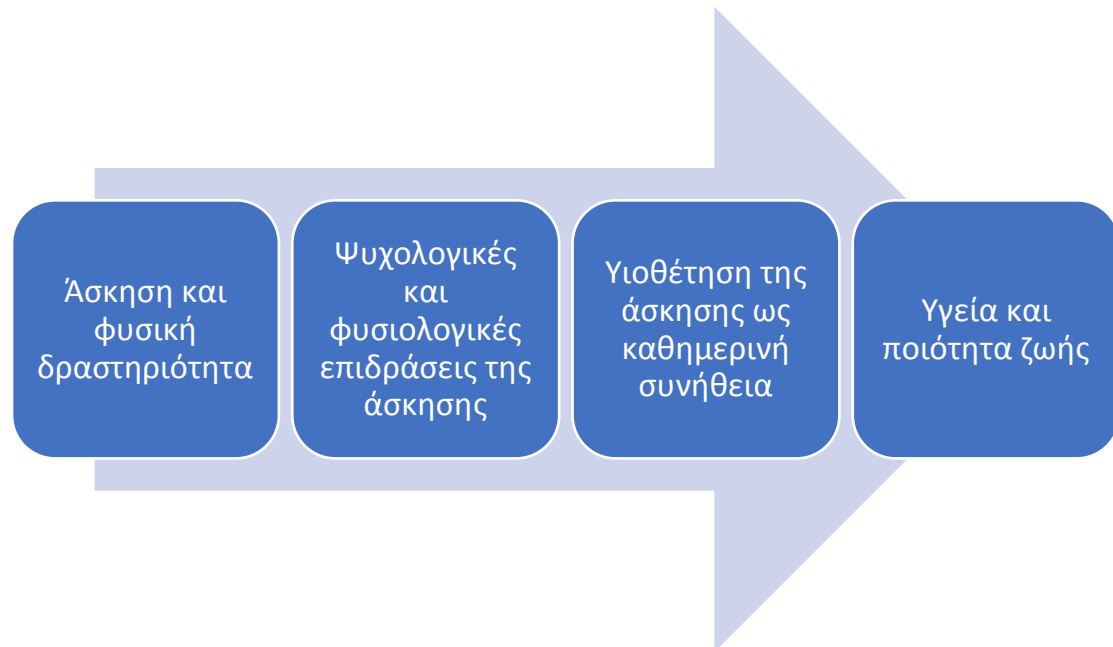 Άσκηση και
φυσική
δραστηριότητα
Ψυχολογικές
και
φυσιολογικές
επιδράσεις της
άσκησης
Υιοθέτηση της
άσκησης ως
καθημερινή
συνήθεια
Υγεία και
ποιότητα ζωής